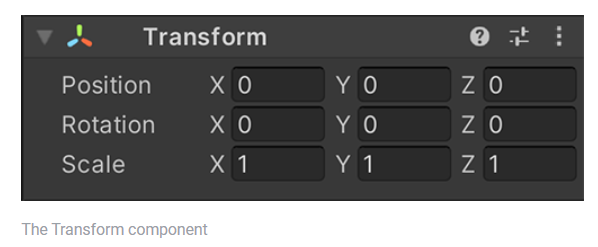 Transform
Position X 0 Y 0 Z 0
Rotation X 0 Y 0 Z 0
Scale X 1 Y 1 Z 1
The Transform component